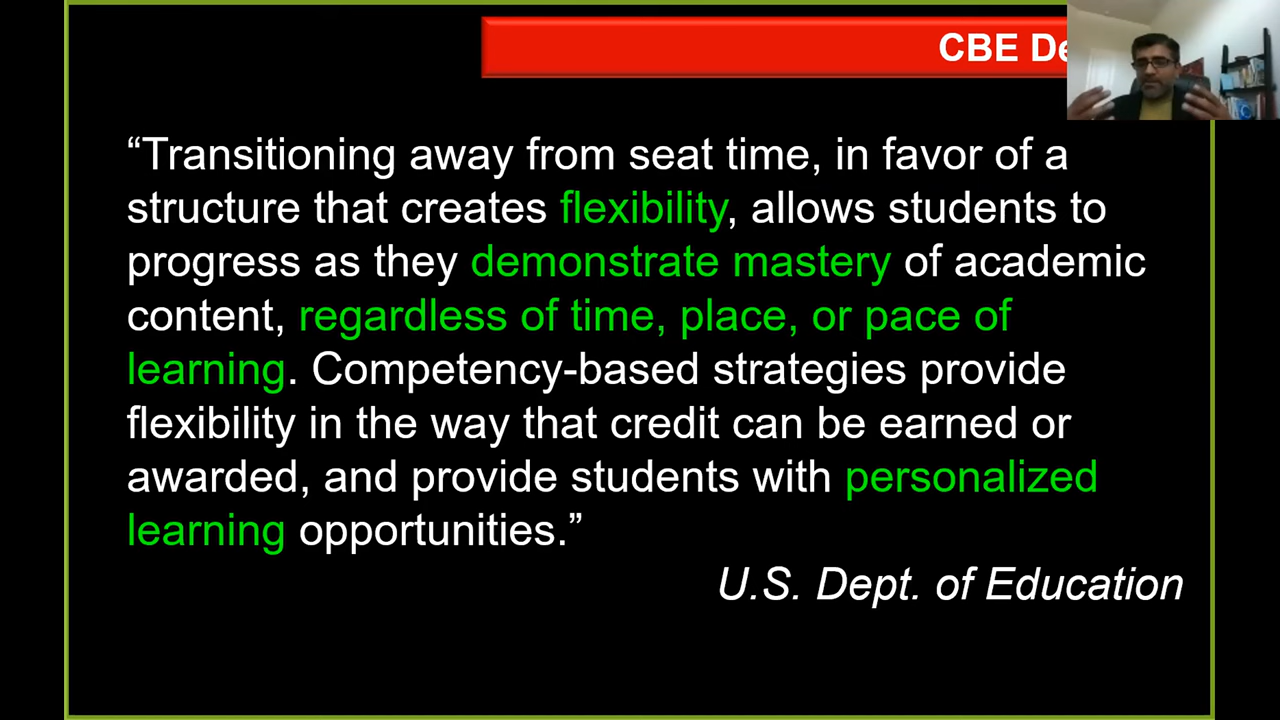 CBE
“Transitioning away from seat time, in favor of a
structure that creates flexibility, allows students to
progress as they demonstrate mastery of academic
content, regardless of time, place, or pace of
learning. Competency-based strategies provide
flexibility in the way that credit can be earned or
awarded, and provide students with personalized
learning opportunities.”
U.S. Dept. of Education